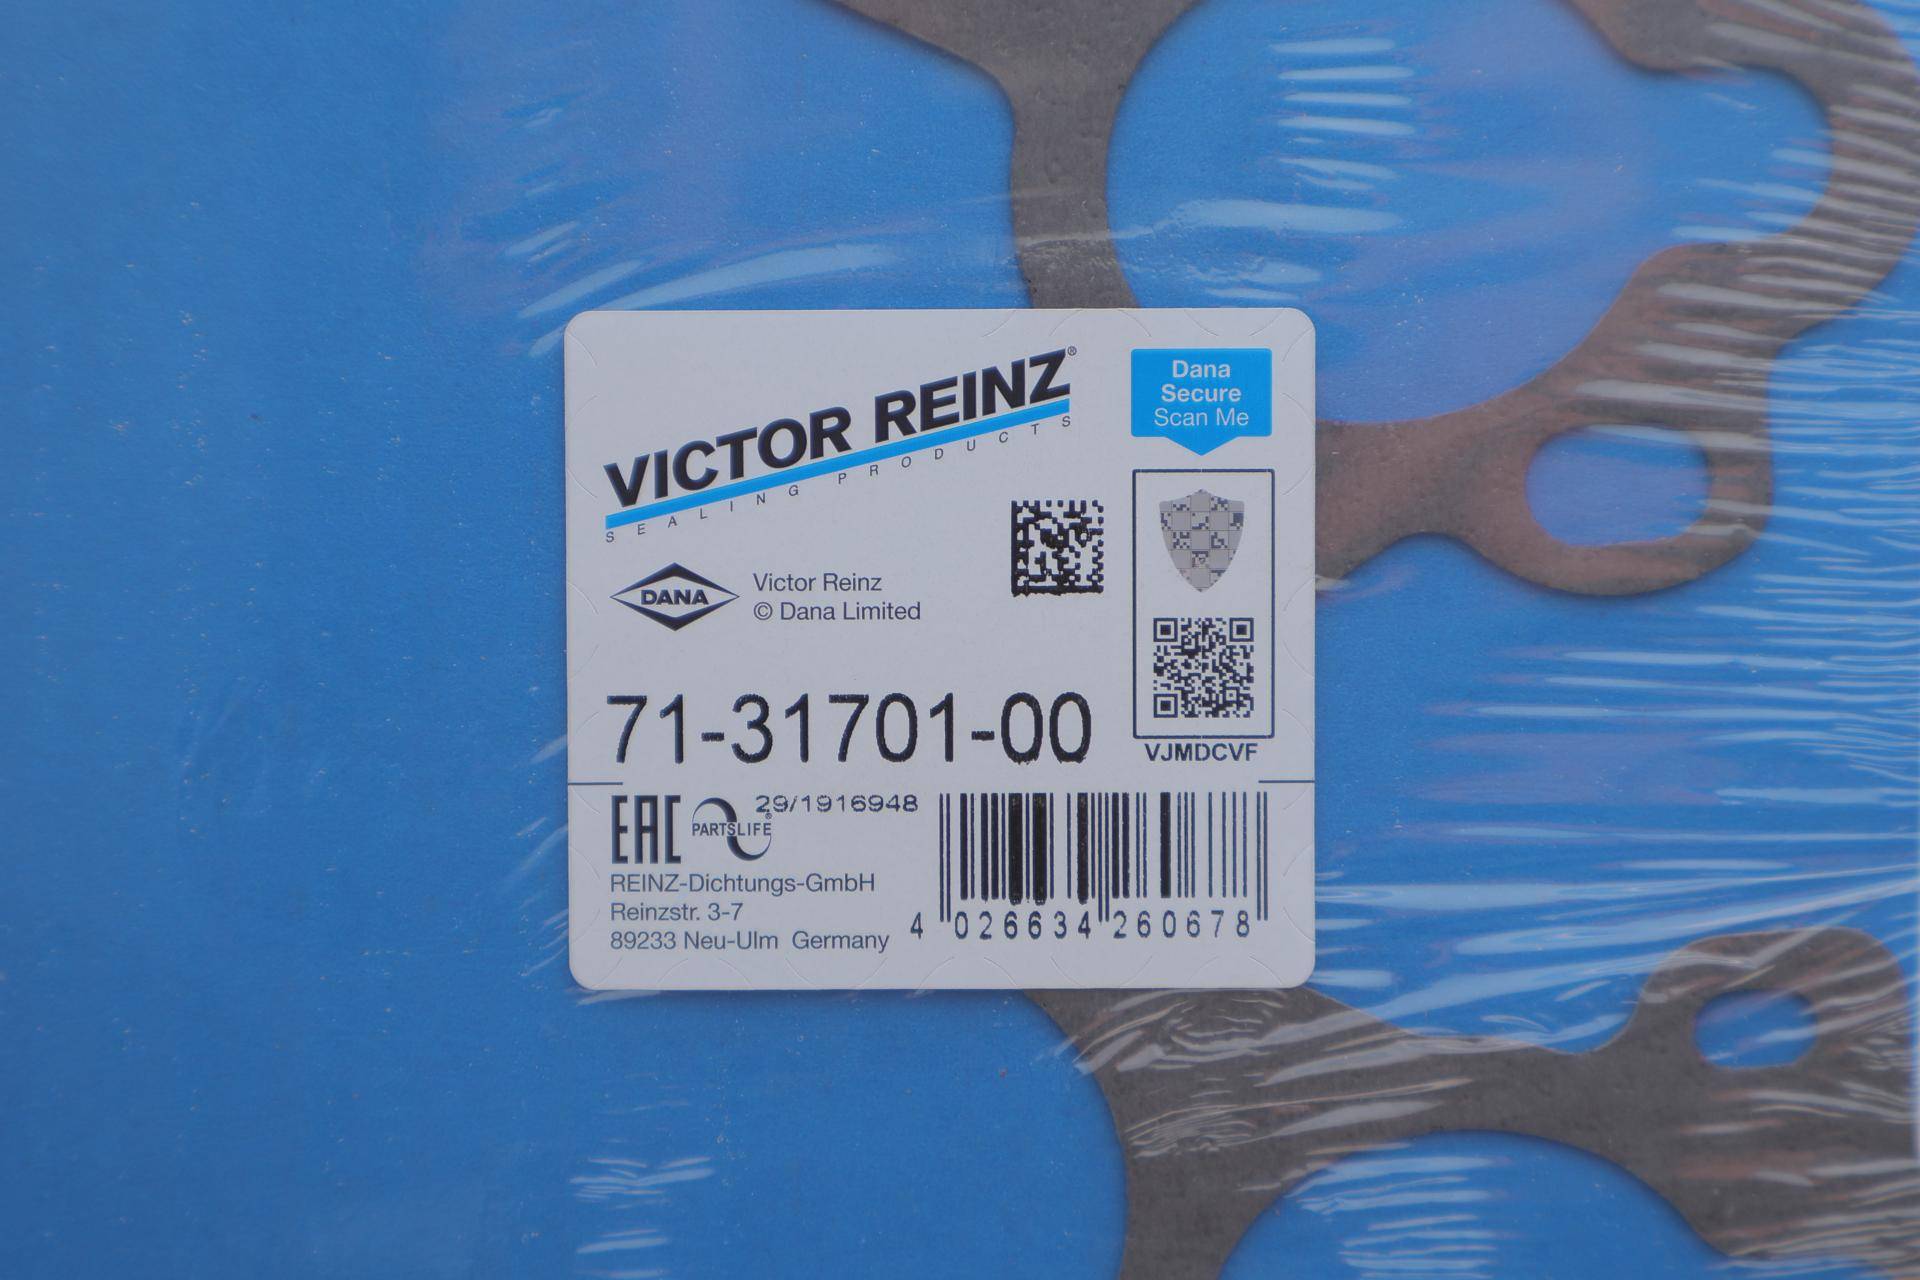 VICTOR REINZ®
SEALING PRODUCTS
Dana
Secure
Scan Me
DANA
Victor Reinz
© Dana Limited
71-31701-00
VJMDCVF
EAC
PARTSLIFE®
29/1916948
REINZ-Dichtungs-GmbH
Reinzstr. 3-7
89233 Neu-Ulm Germany
4 026634 260678